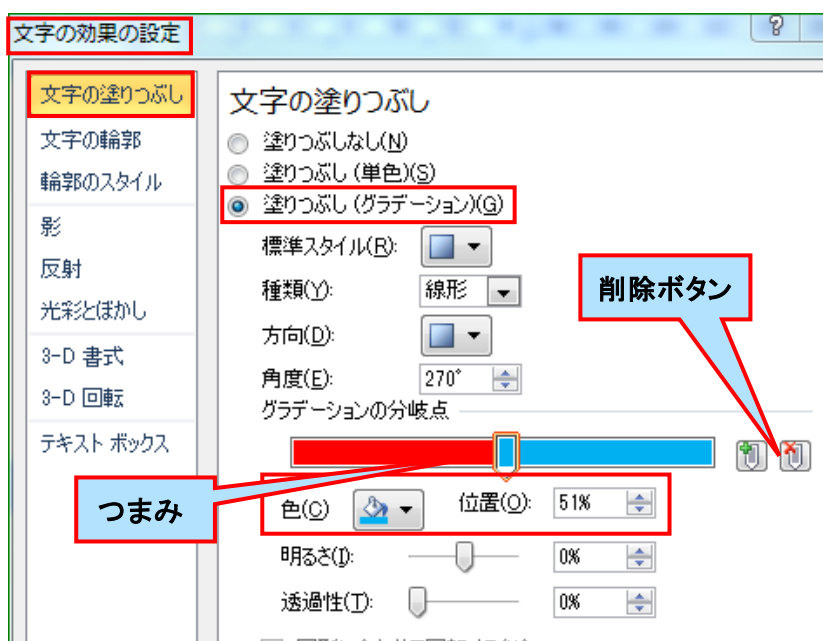 文字の効果の設定
?
文字の塗りつぶし
文字の輪郭
輪郭のスタイル
影
反射
光彩とぼかし
3-D 書式
3-D 回転
テキスト ボックス
文字の塗りつぶし
塗りつぶしなし(N)
塗りつぶし (単色)(S)
塗りつぶし (グラデーション)(G)
標準スタイル(R):
種類(Y): 線形
方向(D):
角度(E): 270°
グラデーションの分岐点
削除ボタン
つまみ
色(C) 位置(O): 51%
明るさ(I): 0%
透過性(T): 0%